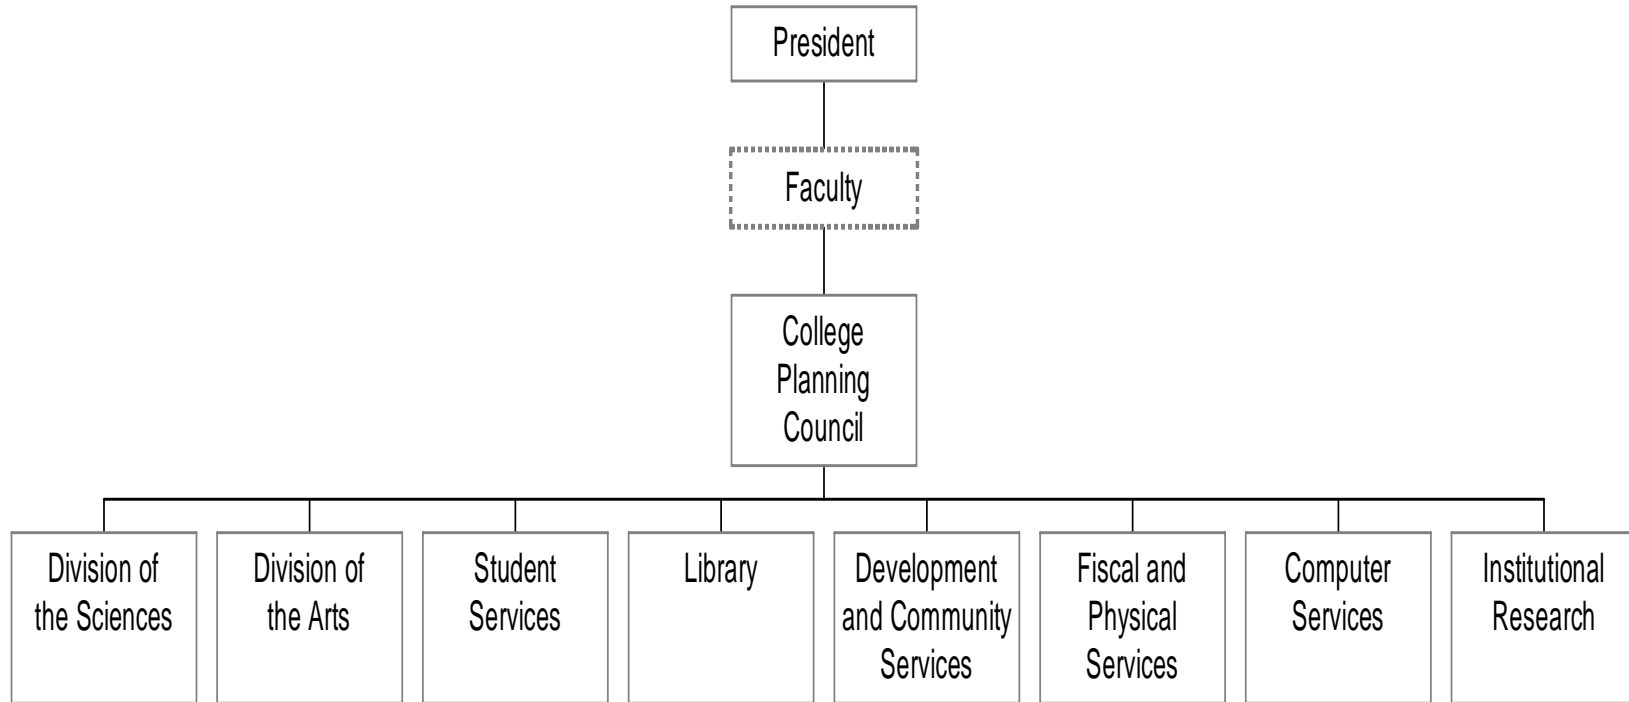 President
Faculty
College
Planning
Council
Division of
the Sciences
Division of
the Arts
Student
Services
Library
Development
and Community
Services
Fiscal and
Physical
Services
Computer
Services
Institutional
Research